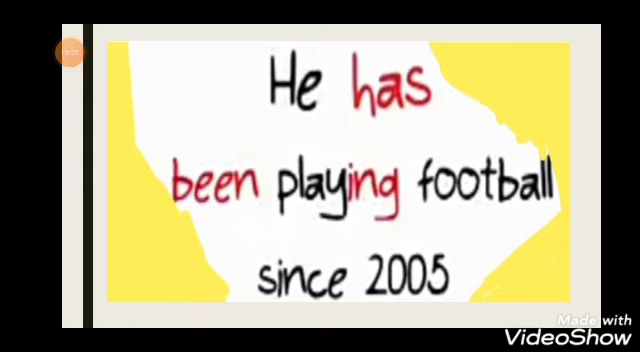 He has
been playing football
since 2005
Made with
VideoShow